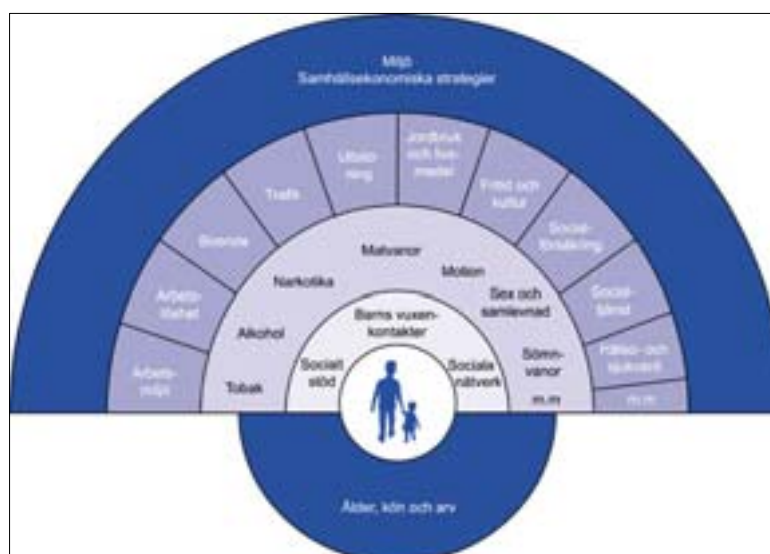 Miljö
Samhällsekonomiska strategier
Arbets-
miljö
Arbets-
löshet
Boende
Trafik
Utbild-
ning
Jordbruk
och livs-
medel
Fritid och
kultur
Social-
försäkring
Social-
tjänst
Hälso- och
sjukvård
m.m
Tobak
Alkohol
Narkotika
Matvanor
Motion
Sex och
samlevnad
Sömn-
vanor
m.m
Socialt
stöd
Barns vuxen-
kontakter
Sociala
nätverk
Ålder, kön och arv